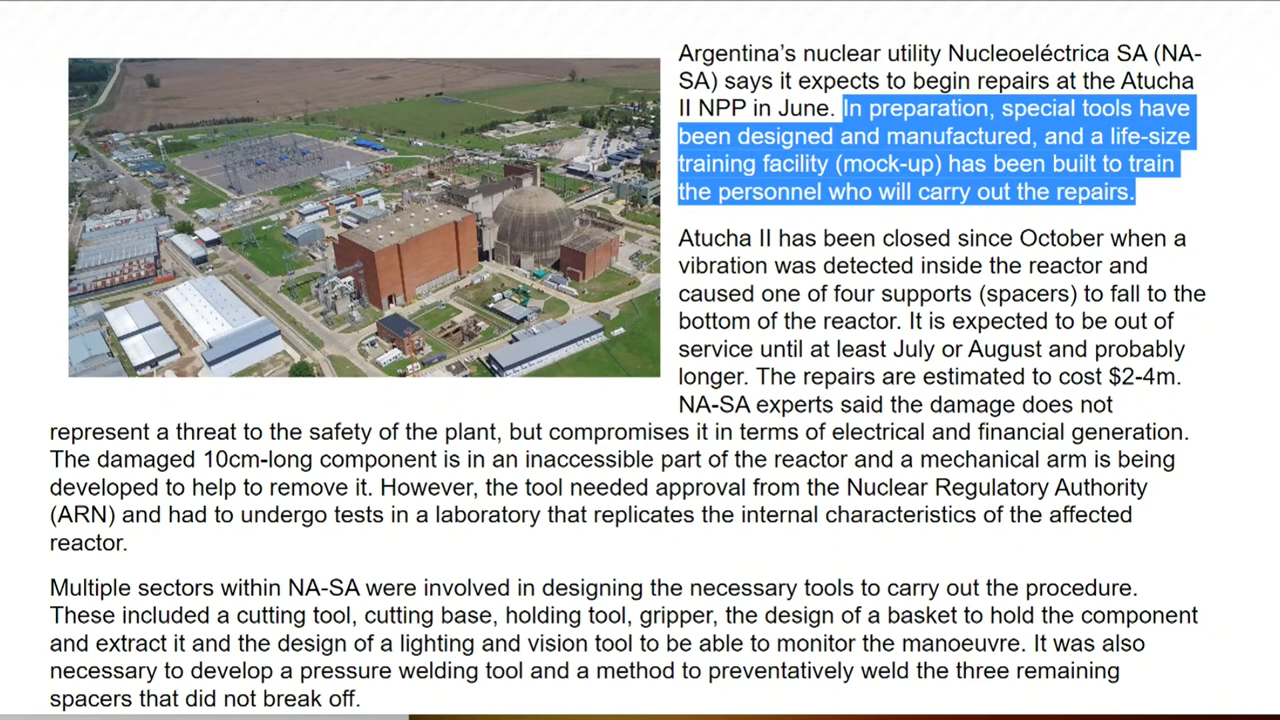 Argentina’s nuclear utility Nucleoeléctrica SA (NA-
SA) says it expects to begin repairs at the Atucha
II NPP in June. In preparation, special tools have
been designed and manufactured, and a life-size
training facility (mock-up) has been built to train
the personnel who will carry out the repairs.
Atucha II has been closed since October when a
vibration was detected inside the reactor and
caused one of four supports (spacers) to fall to the
bottom of the reactor. It is expected to be out of
service until at least July or August and probably
longer. The repairs are estimated to cost $2-4m.
NA-SA experts said the damage does not
represent a threat to the safety of the plant, but compromises it in terms of electrical and financial generation.
The damaged 10cm-long component is in an inaccessible part of the reactor and a mechanical arm is being
developed to help to remove it. However, the tool needed approval from the Nuclear Regulatory Authority
(ARN) and had to undergo tests in a laboratory that replicates the internal characteristics of the affected
reactor.
Multiple sectors within NA-SA were involved in designing the necessary tools to carry out the procedure.
These included a cutting tool, cutting base, holding tool, gripper, the design of a basket to hold the component
and extract it and the design of a lighting and vision tool to be able to monitor the manoeuvre. It was also
necessary to develop a pressure welding tool and a method to preventatively weld the three remaining
spacers that did not break off.